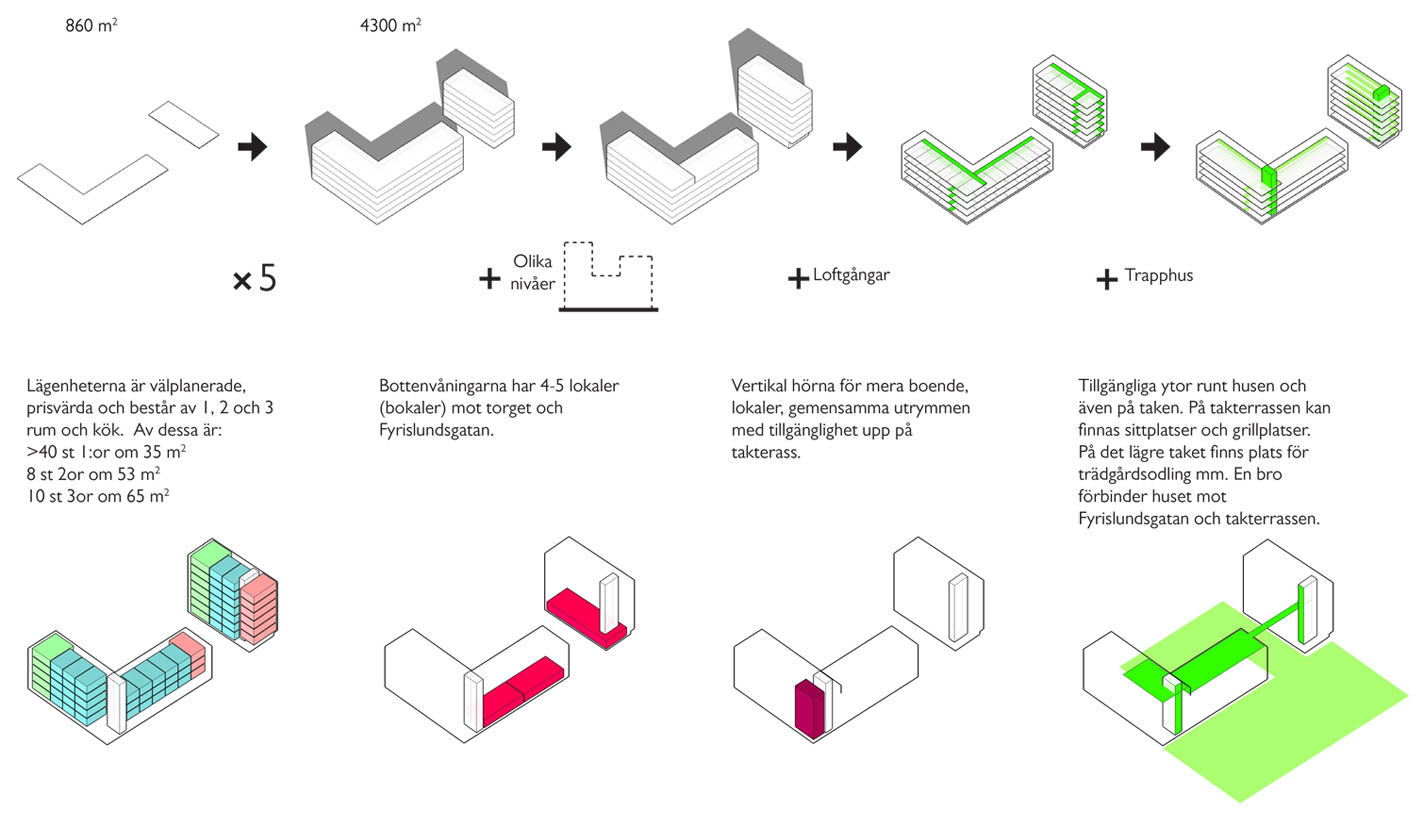 860 m²
4300 m²
×5
+ Olika
nivåer
+ Loftgångar
+ Trapphus
Lägenheterna är välplanerade,
prisvärda och består av 1, 2 och 3
rum och kök.  Av dessa är:
>40 st 1:or om 35 m²
8 st 2or om 53 m²
10 st 3or om 65 m²
Bottenvåningarna har 4-5 lokaler
(bokaler) mot torget och
Fyrislundsgatan.
Vertikal hörna för mera boende,
lokaler, gemensamma utrymmen
med tillgänglighet upp på
takterass.
Tillgängliga ytor runt husen och
även på taken. På takterrassen kan
finnas sittplatser och grillplatser.
På det lägre taket finns plats för
trädgårdsodling mm. En bro
förbinder huset mot
Fyrislundsgatan och takterrassen.